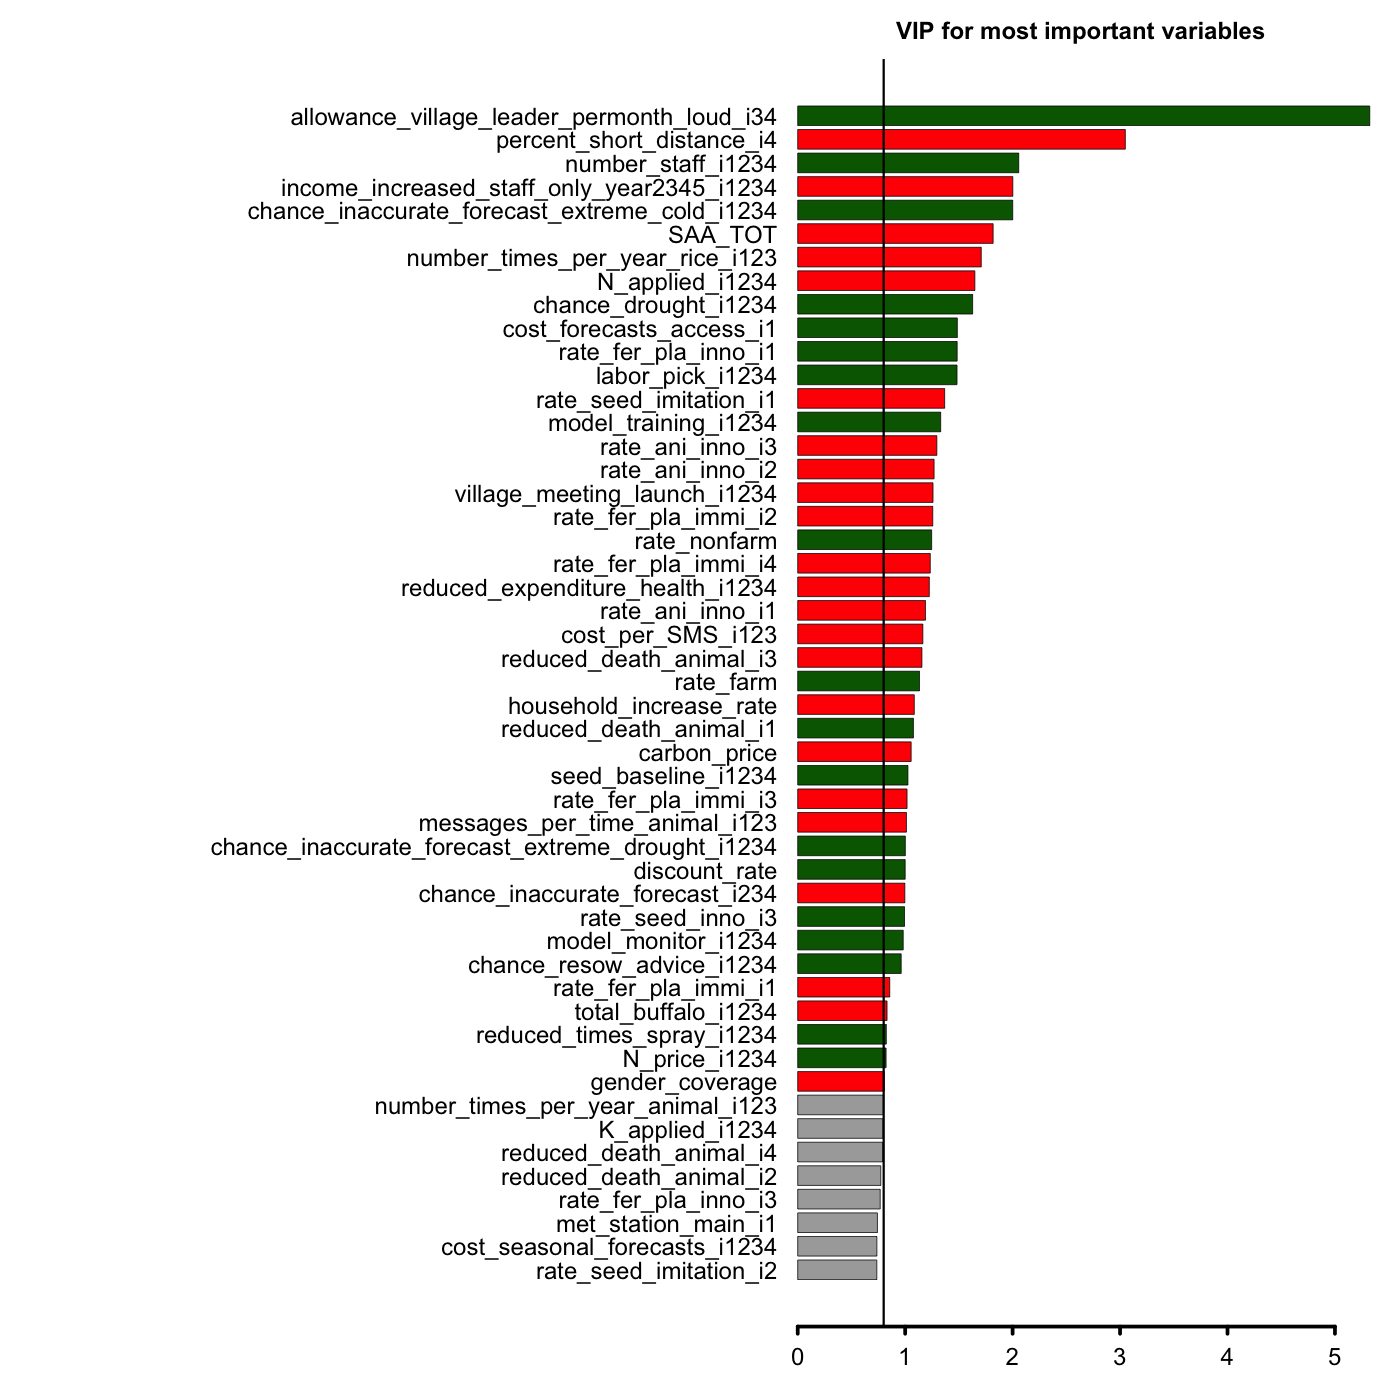 VIP for most important variables
allowance_village_leader_permonth_loud_i34
percent_short_distance_i4
number_staff_i1234
income_increased_staff_only_year2345_i1234
chance_inaccurate_forecast_extreme_cold_i1234
SAA_TOT
number_times_per_year_rice_i123
N_applied_i1234
chance_drought_i1234
cost_forecasts_access_i1
rate_fer_pla_inno_i1
labor_pick_i1234
rate_seed_imitation_i1
model_training_i1234
rate_ani_inno_i3
rate_ani_inno_i2
village_meeting_launch_i1234
rate_fer_pla_immi_i2
rate_nonfarm
rate_fer_pla_immi_i4
reduced_expenditure_health_i1234
rate_ani_inno_i1
cost_per_SMS_i123
reduced_death_animal_i3
rate_farm
household_increase_rate
reduced_death_animal_i1
carbon_price
seed_baseline_i1234
rate_fer_pla_immi_i3
messages_per_time_animal_i123
chance_inaccurate_forecast_extreme_drought_i1234
discount_rate
chance_inaccurate_forecast_i234
rate_seed_inno_i3
model_monitor_i1234
chance_resow_advice_i1234
rate_fer_pla_immi_i1
total_buffalo_i1234
reduced_times_spray_i1234
N_price_i1234
gender_coverage
number_times_per_year_animal_i123
K_applied_i1234
reduced_death_animal_i4
reduced_death_animal_i2
rate_fer_pla_inno_i3
met_station_main_i1
cost_seasonal_forecasts_i1234
rate_seed_imitation_i2
0 1 2 3 4 5